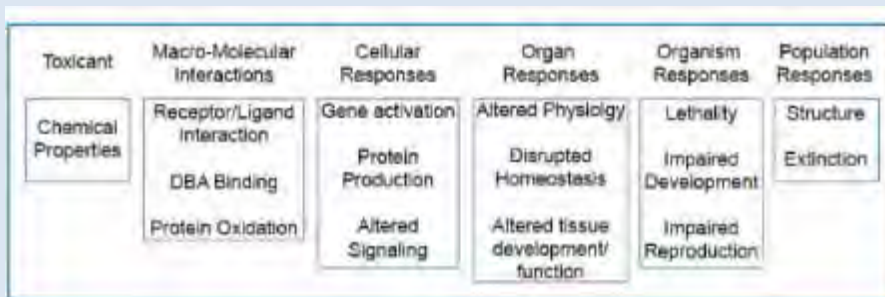 Toxicant
Macro-Molecular
Interactions
Cellular
Responses
Organ
Responses
Organism
Responses
Population
Responses
Chemical
Properties
Receptor/Ligand
Interaction
DBA Binding
Protein Oxidation
Gene activation
Protein
Production
Altered
Signaling
Altered Physiolgy
Disrupted
Homeostasis
Altered tissue
development/
function
Lethality
Impaired
Development
Impaired
Reproduction
Structure
Extinction